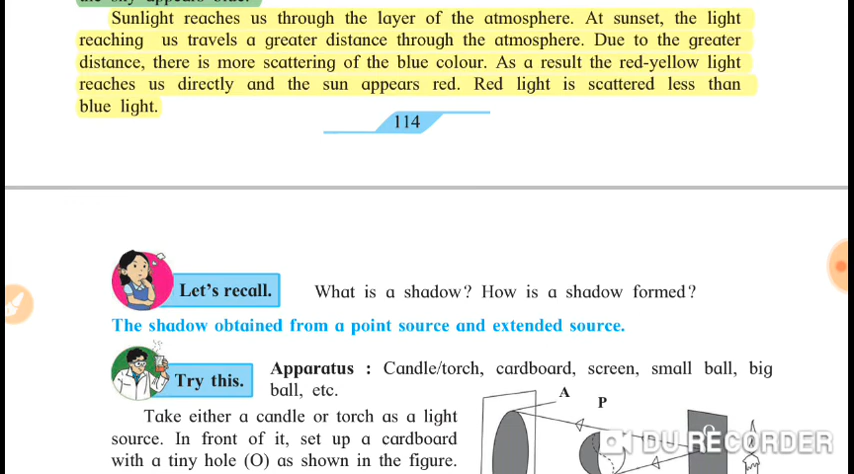 Sunlight reaches us through the layer of the atmosphere. At sunset, the light
reaching us travels a greater distance through the atmosphere. Due to the greater
distance, there is more scattering of the blue colour. As a result the red-yellow light
reaches us directly and the sun appears red. Red light is scattered less than
blue light.
114
Let's recall.
What is a shadow? How is a shadow formed?
The shadow obtained from a point source and extended source.
Try this.
Apparatus : Candle/torch, cardboard, screen, small ball, big
ball, etc.
A
P
Take either a candle or torch as a light
source. In front of it, set up a cardboard
with a tiny hole (O) as shown in the figure.
O
DU RECORDER